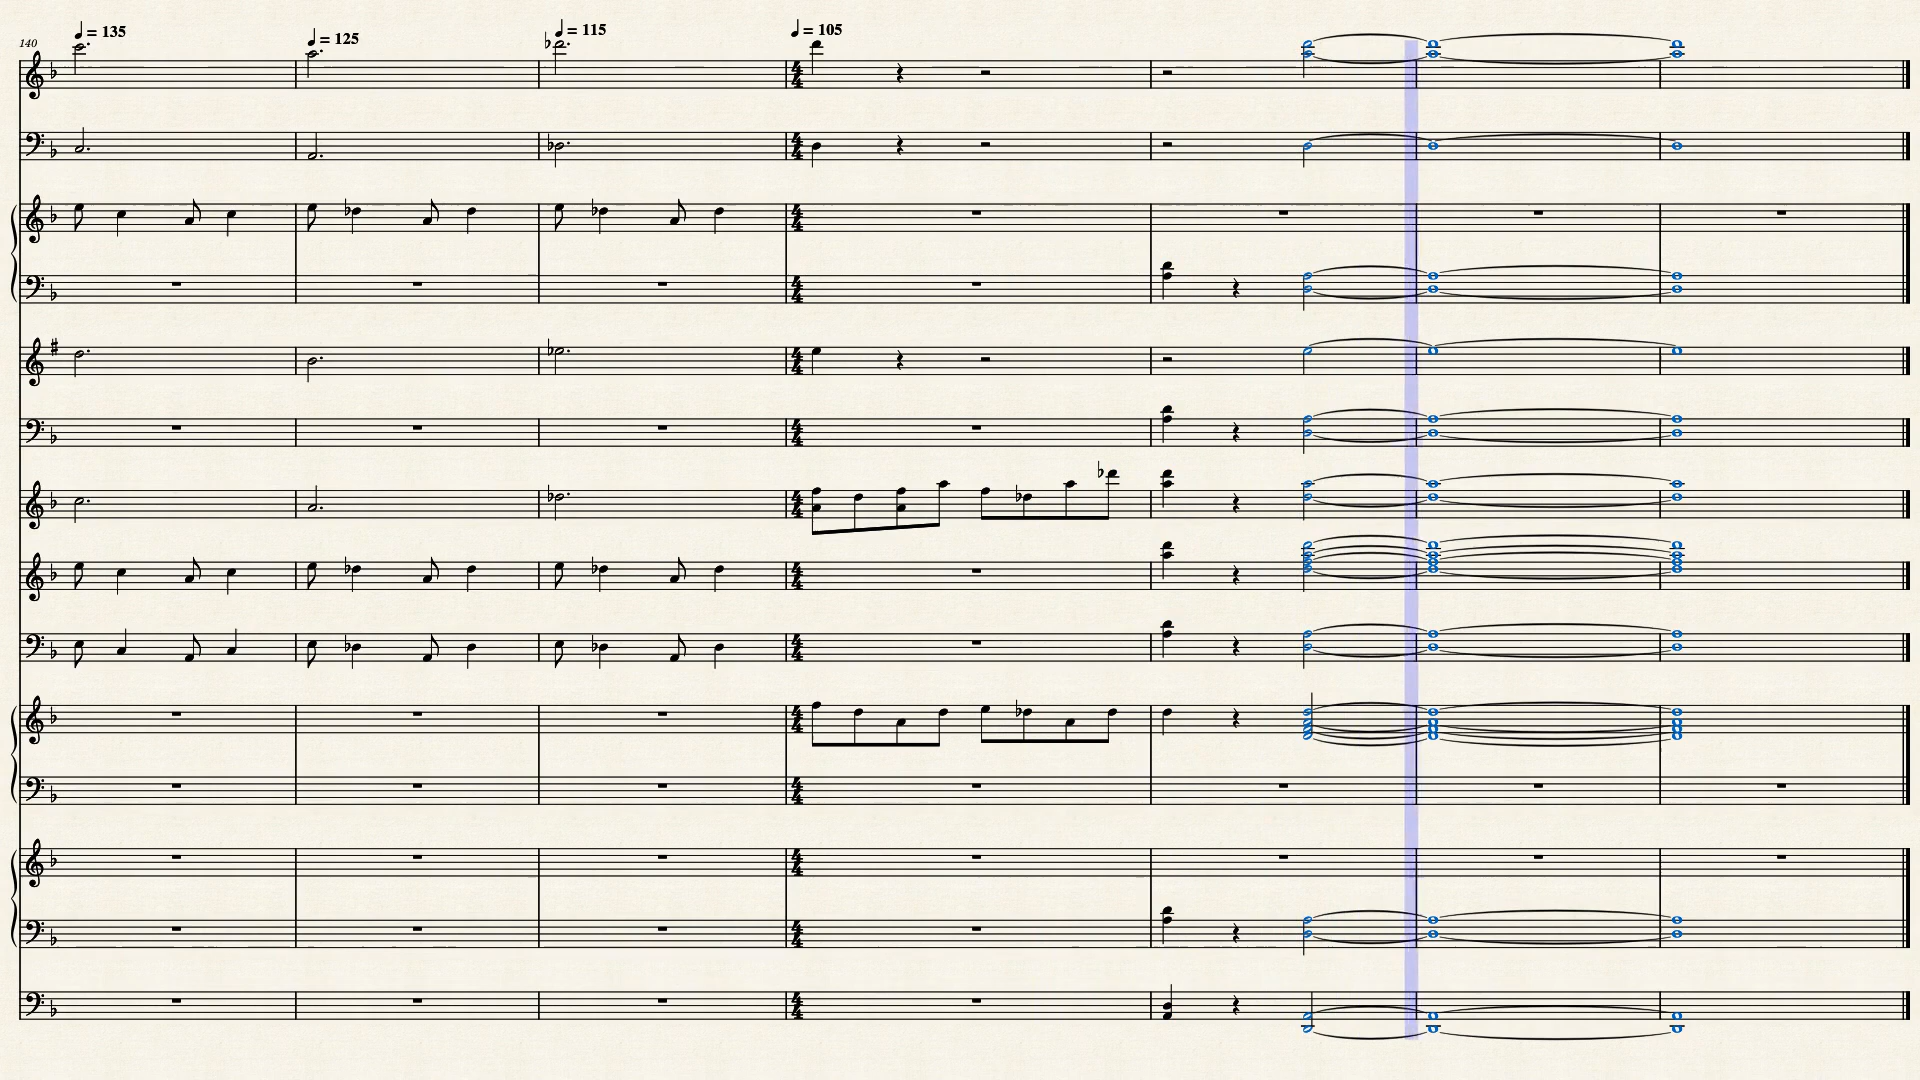 140
♩ = 135
♩ = 125
♩ = 115
♩ = 105